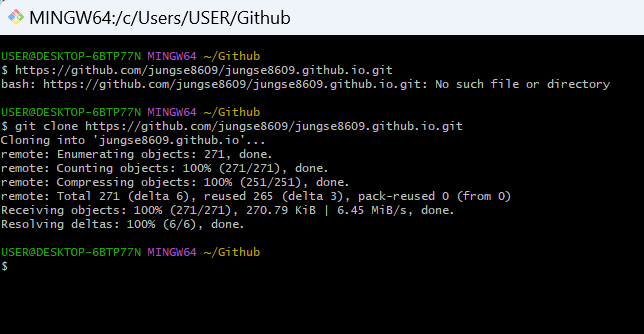 MINGW64:/c/Users/USER/Github
USER@DESKTOP-6BTP77N MINGW64 ~/Github
$ https://github.com/jungse8609/jungse8609.github.io.git
bash: https://github.com/jungse8609/jungse8609.github.io.git: No such file or directory
USER@DESKTOP-6BTP77N MINGW64 ~/Github
$ git clone https://github.com/jungse8609/jungse8609.github.io.git
Cloning into 'jungse8609.github.io'...
remote: Enumerating objects: 271, done.
remote: Counting objects: 100% (271/271), done.
remote: Compressing objects: 100% (251/251), done.
remote: Total 271 (delta 6), reused 265 (delta 3), pack-reused 0 (from 0)
Receiving objects: 100% (271/271), 270.79 KiB | 6.45 MiB/s, done.
Resolving deltas: 100% (6/6), done.
USER@DESKTOP-6BTP77N MINGW64 ~/Github
$